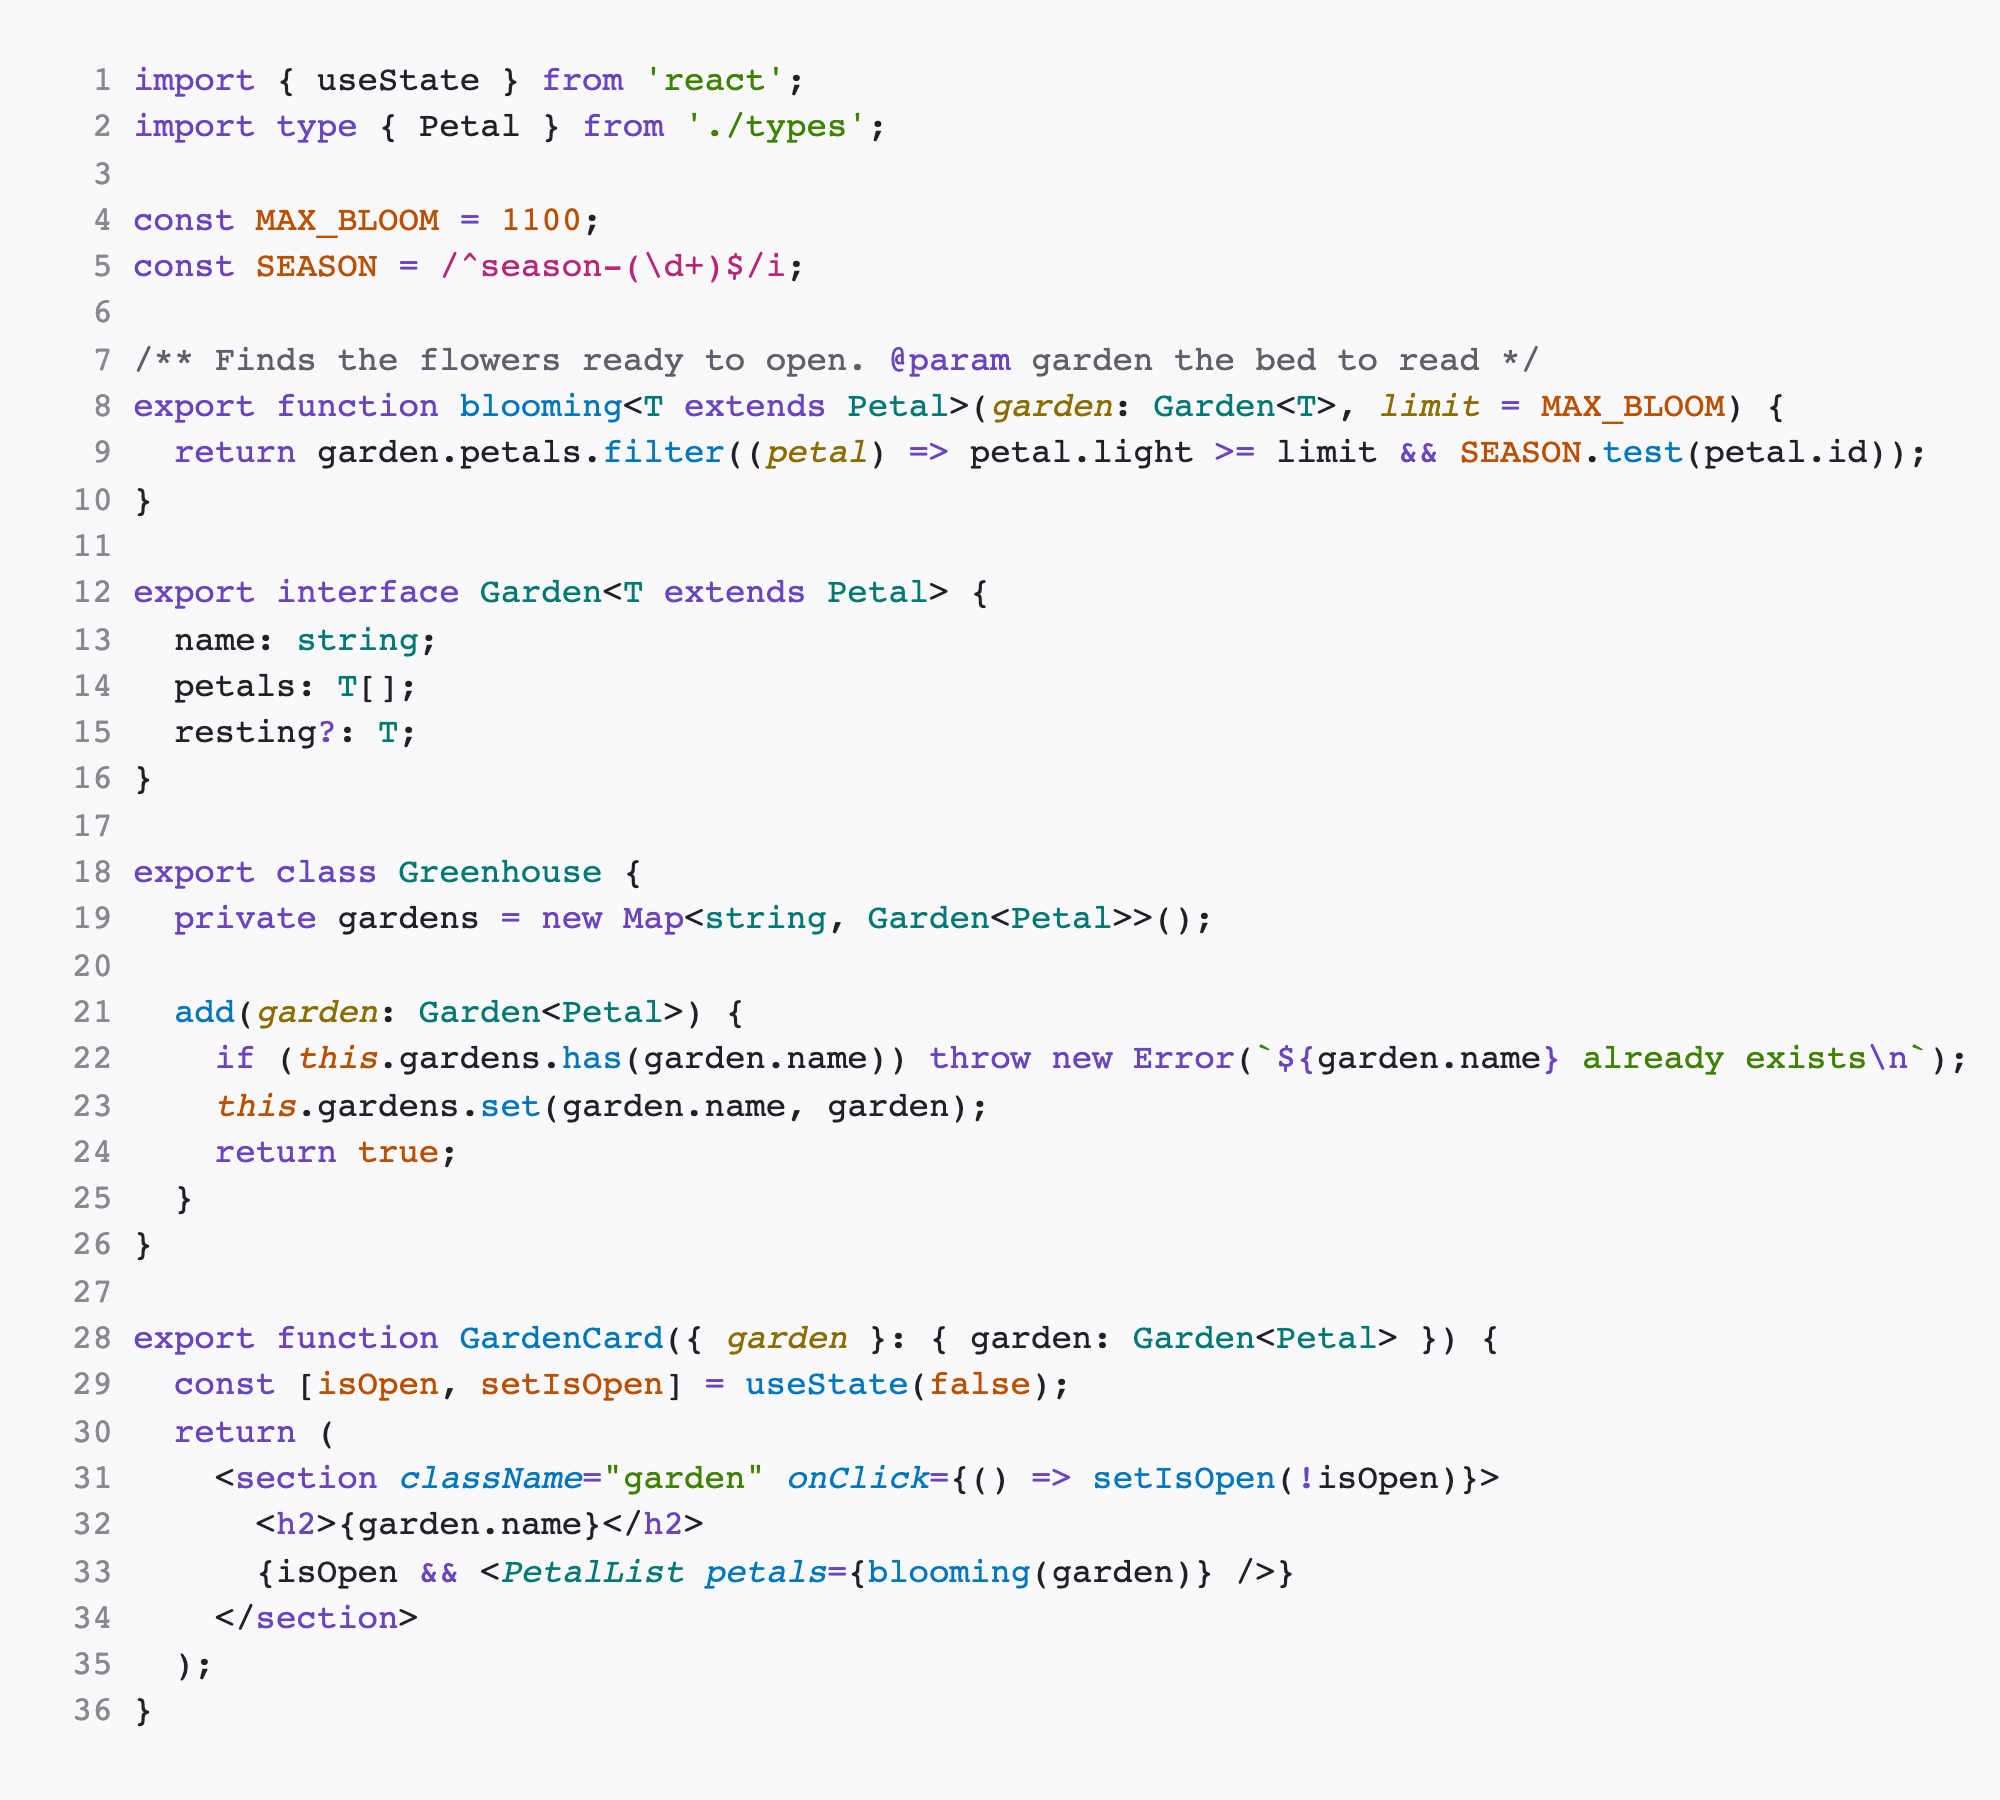 1 import { useState } from 'react';
2 import type { Petal } from './types';
3
4 const MAX_BLOOM = 1100;
5 const SEASON = /^season-(\d+)$/i;
6
7 /** Finds the flowers ready to open. @param garden the bed to read */
8 export function blooming<T extends Petal>(garden: Garden<T>, limit = MAX_BLOOM) {
9   return garden.petals.filter((petal) => petal.light >= limit && SEASON.test(petal.id));
10 }
11
12 export interface Garden<T extends Petal> {
13   name: string;
14   petals: T[];
15   resting?: T;
16 }
17
18 export class Greenhouse {
19   private gardens = new Map<string, Garden<Petal>>();
20
21   add(garden: Garden<Petal>) {
22     if (this.gardens.has(garden.name)) throw new Error(`${garden.name} already exists\n`);
23     this.gardens.set(garden.name, garden);
24     return true;
25   }
26 }
27
28 export function GardenCard({ garden }: { garden: Garden<Petal> }) {
29   const [isOpen, setIsOpen] = useState(false);
30   return (
31     <section className="garden" onClick={() => setIsOpen(!isOpen)}>
32       <h2>{garden.name}</h2>
33       {isOpen && <PetalList petals={blooming(garden)} />}
34     </section>
35   );
36 }